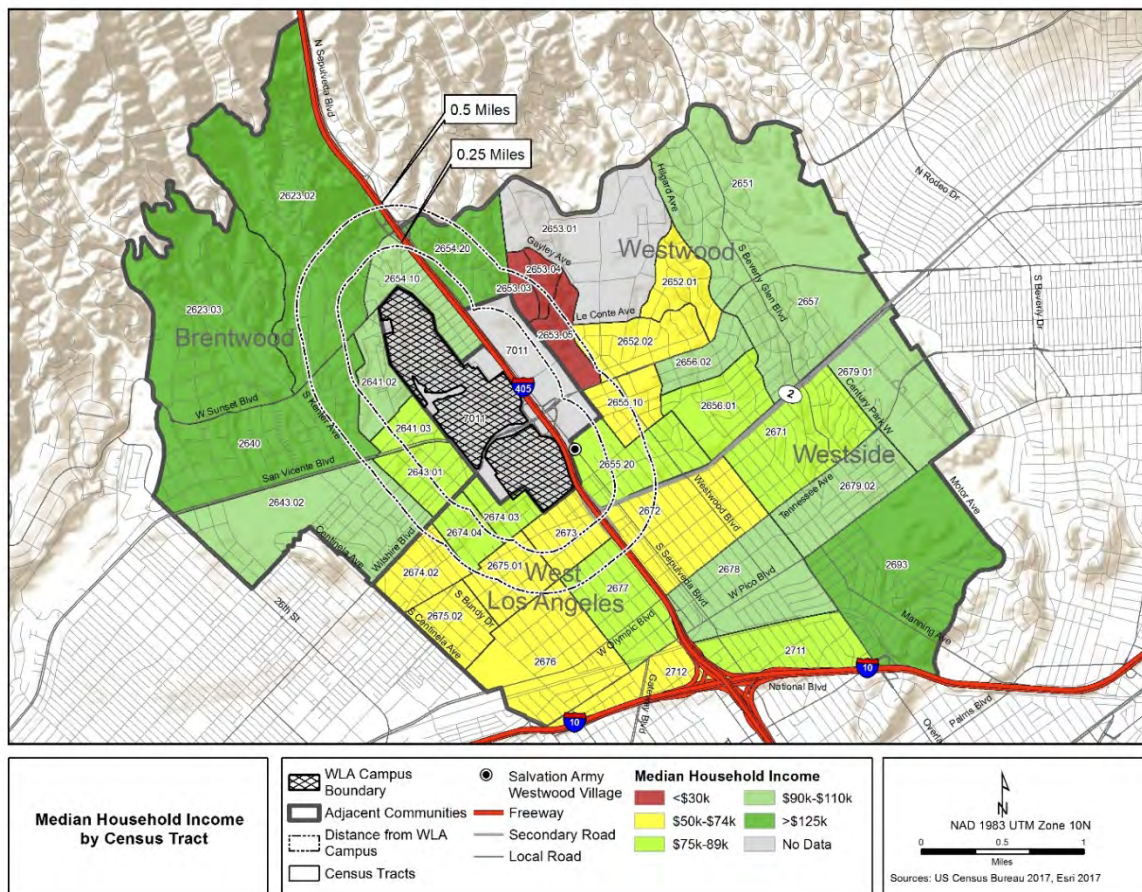 N Sepulveda Blvd
0.5 Miles
0.25 Miles
N Rodeo Dr
2651
Hilgard Ave
2623.02
2653.01
2654.20
Gayley Ave
Westwood
S Beverly Glen Blvd
S Beverly Dr
2653.04
2654.10
2653.03
2652.01
2657
2623.03
Le Conte Ave
Brentwood
2653.05
2652.02
7011
2656.02
2679.01
Century Park W
2641.02
405
2
W Sunset Blvd
S Kenter Ave
2655.10
2656.01
7011
2641.03
2671
Westside
2640
2643.01
2655.20
San Vicente Blvd
Westwood Blvd
Tennessee Ave
2679.02
Motor Ave
2643.02
2674.03
2672
2674.04
2673
Centinela Ave
Wilshire Blvd
S Sepulveda Blvd
2675.01
2678
2693
2674.02
West
Los Angeles
2677
W Pico Blvd
26th St
S Bundy Dr
2675.02
S Centinela Ave
W Olympic Blvd
Manning Ave
2711
2676
2712
10
National Blvd
Gateway Blvd
Palms Blvd
10
Overla
Median Household Income
by Census Tract
WLA Campus
Boundary
Adjacent Communities
Distance from WLA
Campus
Census Tracts
Salvation Army
Westwood Village
Freeway
Secondary Road
Local Road
Median Household Income
<$30k
$50k-$74k
$75k-89k
$90k-$110k
>$125k
No Data
NAD 1983 UTM Zone 10N
0 0.5 1
Miles
Sources: US Census Bureau 2017, Esri 2017